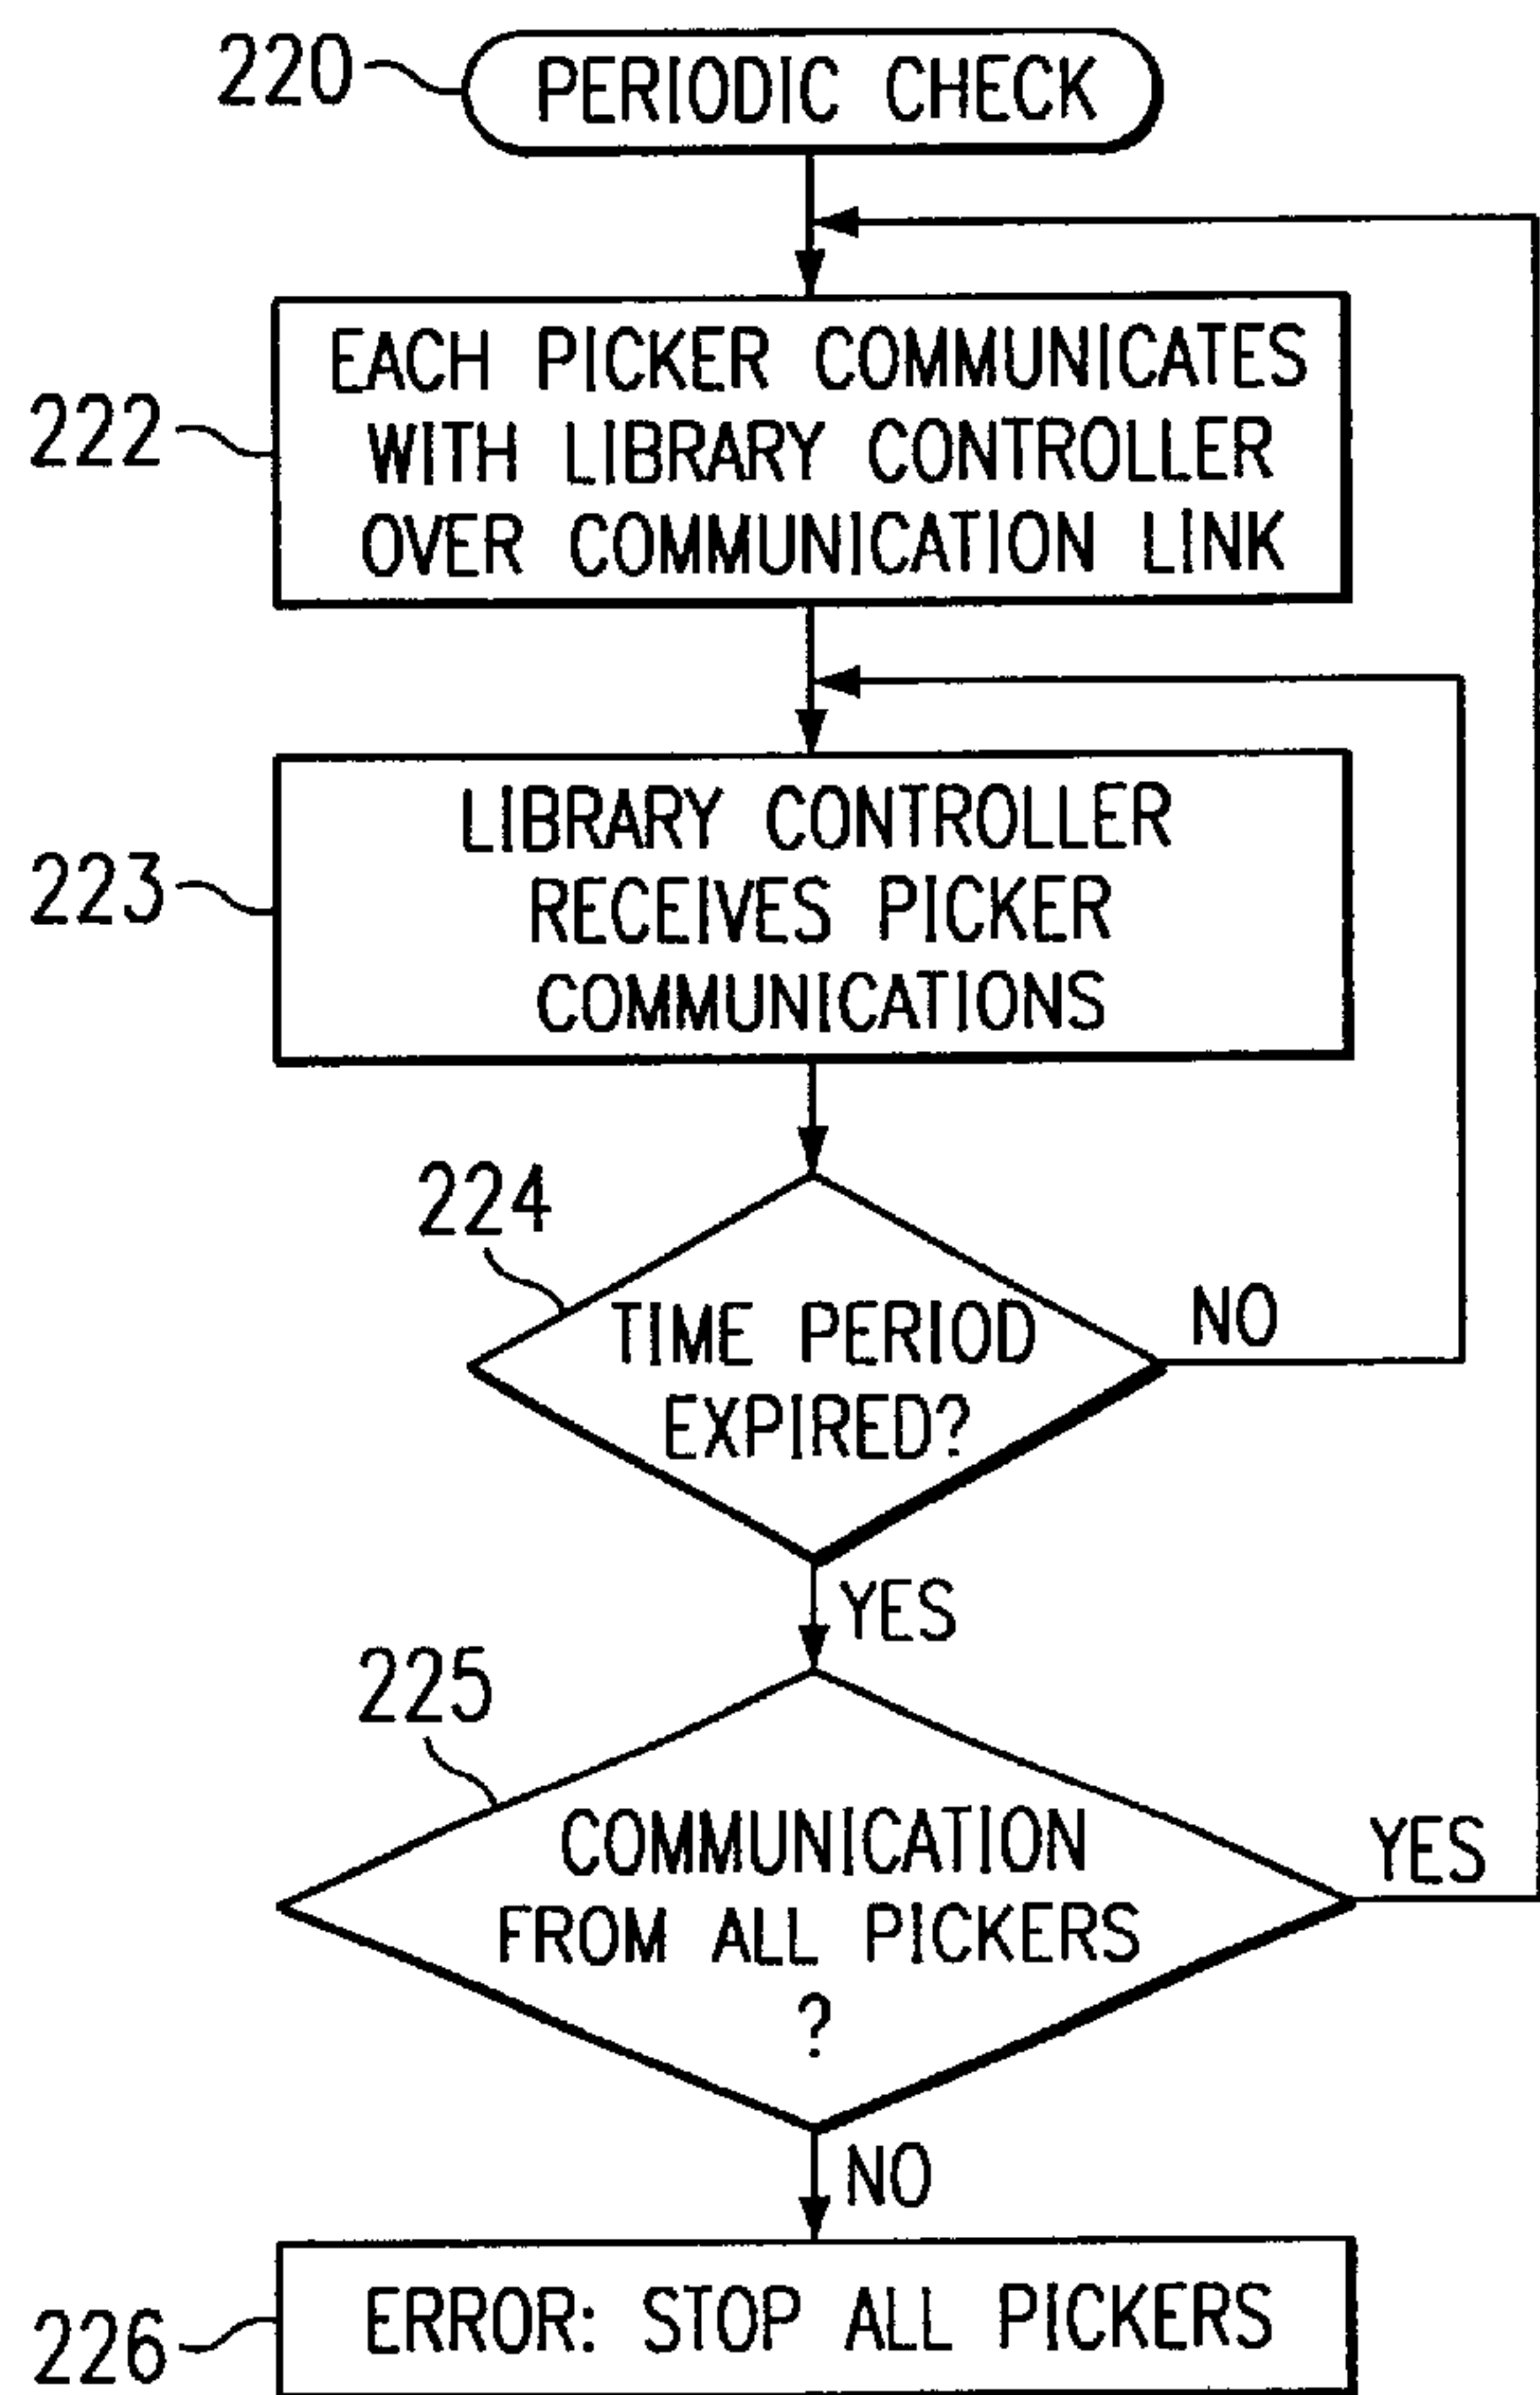 220
PERIODIC CHECK
222
EACH PICKER COMMUNICATES
WITH LIBRARY CONTROLLER
OVER COMMUNICATION LINK
223
LIBRARY CONTROLLER
RECEIVES PICKER
COMMUNICATIONS
224
TIME PERIOD
EXPIRED?
NO
YES
225
COMMUNICATION
FROM ALL PICKERS
?
YES
NO
226
ERROR: STOP ALL PICKERS